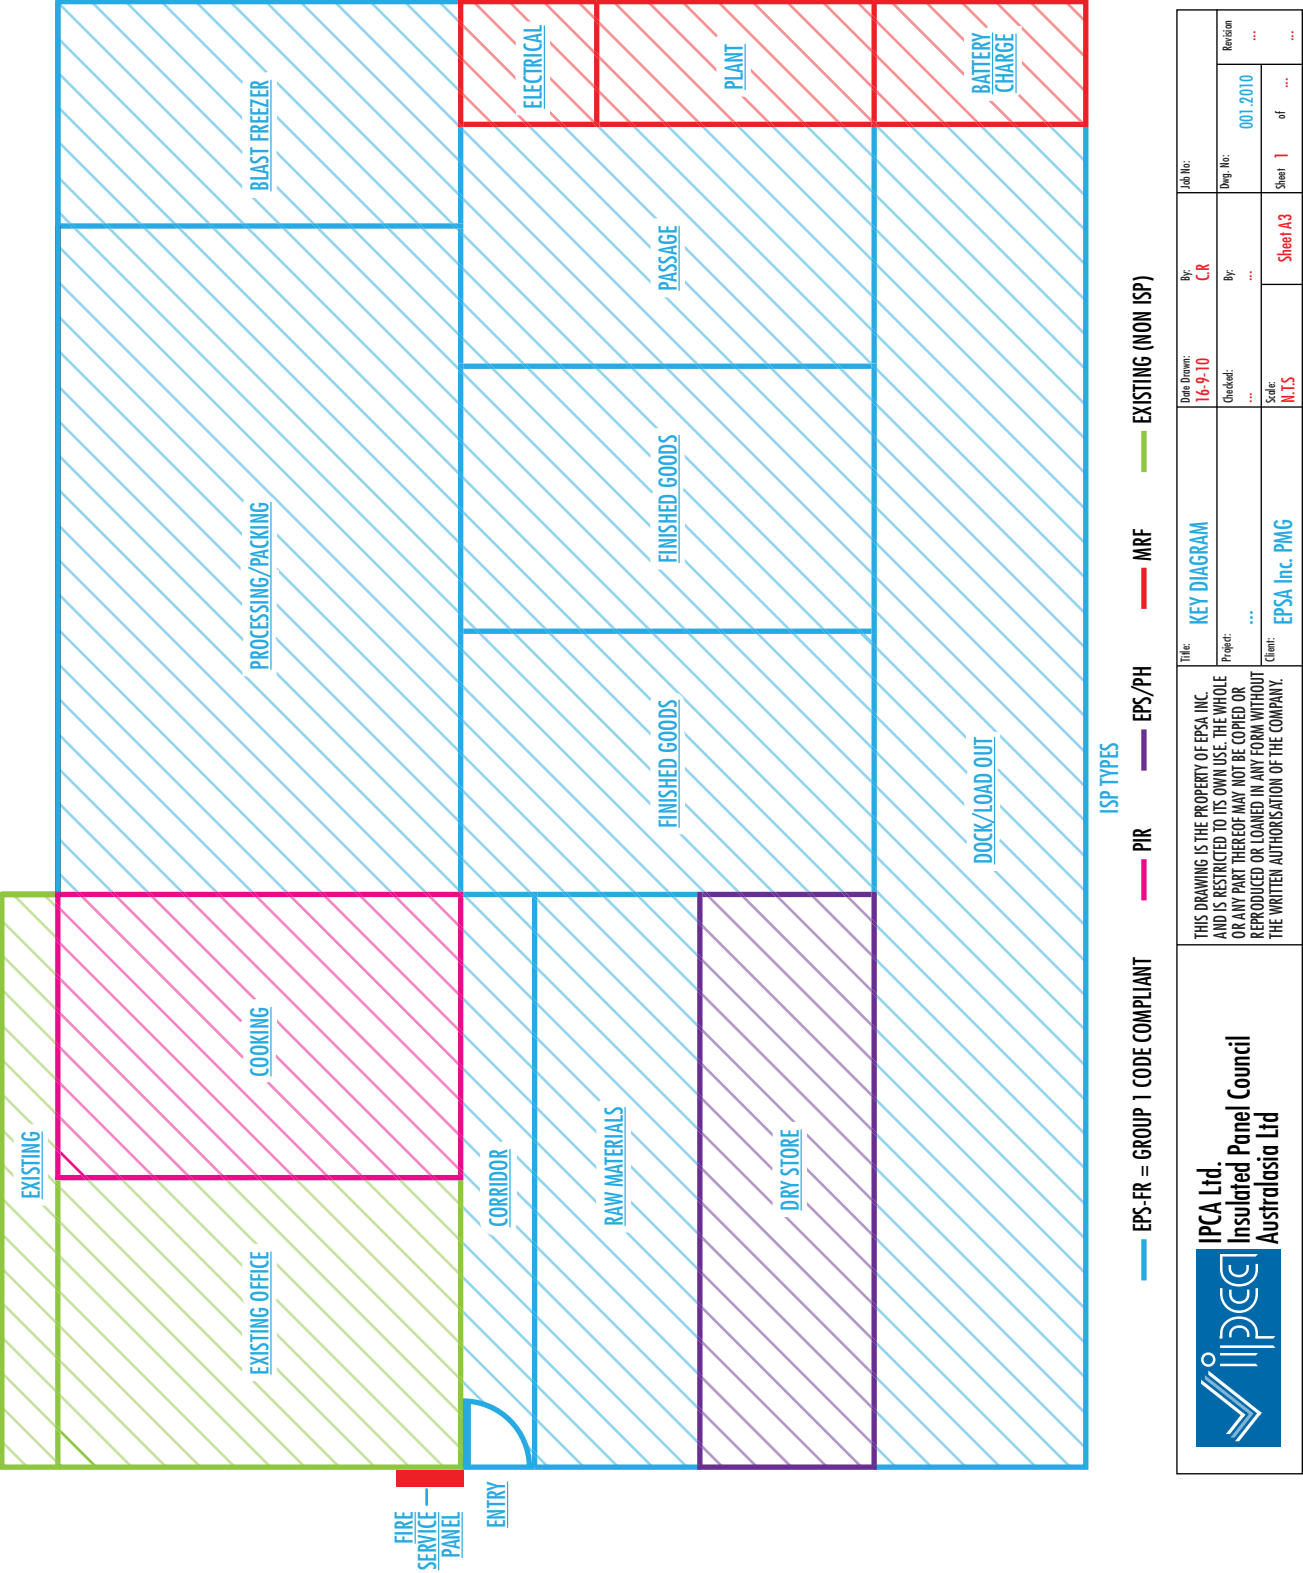 EXISTING
EXISTING OFFICE
COOKING
PROCESSING/PACKING
BLAST FREEZER
FIRE
SERVICE
PANEL
ENTRY
CORRIDOR
RAW MATERIALS
DRY STORE
FINISHED GOODS
FINISHED GOODS
PASSAGE
ELECTRICAL
PLANT
BATTERY
CHARGE
DOCK/LOAD OUT
ISP TYPES
EPS-FR = GROUP 1 CODE COMPLIANT
PIR
EPS/PH
MRF
EXISTING (NON ISP)
ipca
IPCA Ltd.
Insulated Panel Council
Australasia Ltd
THIS DRAWING IS THE PROPERTY OF EPSA INC.
AND IS RESTRICTED TO ITS OWN USE. THE WHOLE
OR ANY PART THEREOF MAY NOT BE COPIED OR
REPRODUCED OR LOANED IN ANY FORM WITHOUT
THE WRITTEN AUTHORISATION OF THE COMPANY.
Title:
KEY DIAGRAM
Project:
...
Client:
EPSA Inc. PMG
Date Drawn:
16-9-10
By:
C.R
Job No:
Checked:
...
By:
...
Dwg. No:
001.2010
Revision
...
Scale:
N.T.S
Sheet A3
Sheet 1 of ...
...